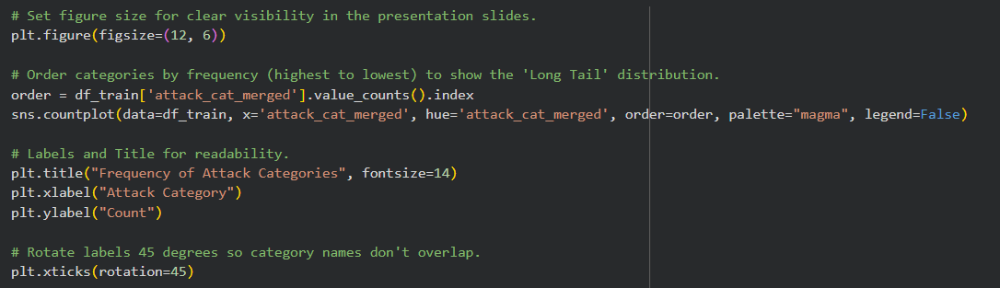 # Set figure size for clear visibility in the presentation slides.
plt.figure(figsize=(12, 6))
# Order categories by frequency (highest to lowest) to show the 'Long Tail' distribution.
order = df_train['attack_cat_merged'].value_counts().index
sns.countplot(data=df_train, x='attack_cat_merged', hue='attack_cat_merged', order=order, palette="magma", legend=False)
# Labels and Title for readability.
plt.title("Frequency of Attack Categories", fontsize=14)
plt.xlabel("Attack Category")
plt.ylabel("Count")
# Rotate labels 45 degrees so category names don't overlap.
plt.xticks(rotation=45)